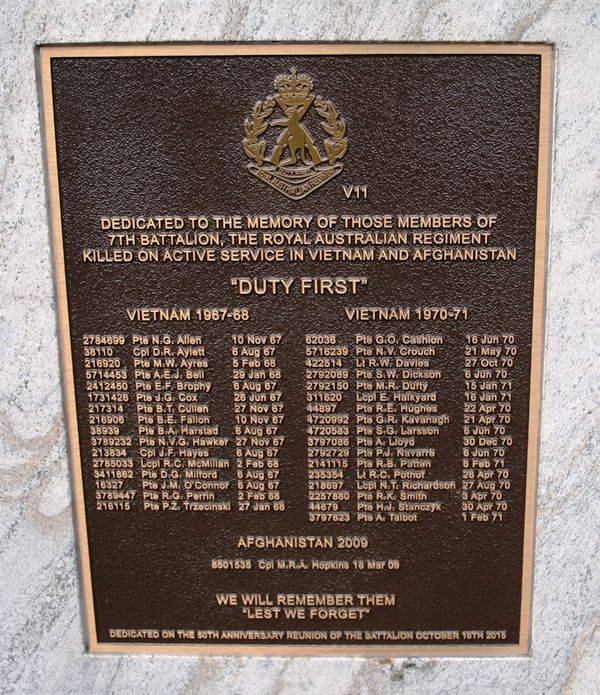 DUTY FIRST
ROYAL AUSTRALIAN REGIMENT
V11
DEDICATED TO THE MEMORY OF THOSE MEMBERS OF
7TH BATTALION, THE ROYAL AUSTRALIAN REGIMENT
KILLED ON ACTIVE SERVICE IN VIETNAM AND AFGHANISTAN
"DUTY FIRST"
VIETNAM 1967-68
2784699 Pte N.G. Allen 10 Nov 67
38110 Cpl D.R. Aylett 6 Aug 67
216920 Pte M.W. Ayres 5 Feb 68
5714453 Pte A.E.J. Bell 29 Jan 68
2412450 Pte E.F. Brophy 6 Aug 67
1731426 Pte J.G. Cox 26 Jun 67
217314 Pte B.T. Cullen 27 Nov 67
216906 Pte B.E. Fallon 10 Nov 67
18939 Pte B.A. Harstad 6 Aug 67
3789232 Pte N.V.G. Hawker 27 Nov 67
213834 Cpl J.F. Hayes 6 Aug 67
2785033 Lcpl R.C. McMillan 2 Feb 68
3411862 Pte D.G. Milford 6 Aug 67
16327 Pte J.M. O'Connor 6 Aug 67
3789447 Pte R.G. Perrin 2 Feb 68
216115 Pte P.Z. Trzecinski 27 Jan 68
VIETNAM 1970-71
62036 Pte G.O. Cashion 16 Jun 70
5716239 Pte N.V. Crouch 21 May 70
422514 Lt R.W. Davies 27 Oct 70
2792089 Pte S.W. Dickson 6 Jun 70
2792150 Pte M.R. Duffy 15 Jan 71
311620 Lcpl E. Halkyard 16 Jan 71
44897 Pte R.E. Hughes 22 Apr 70
4720992 Pte G.R. Kavanagh 21 Apr 70
4720583 Pte S.G. Larsson 6 Jun 70
3797086 Pte A. Lloyd 30 Dec 70
2792729 Pte P.J. Navarre 6 Jun 70
2141115 Pte R.B. Patten 6 Feb 71
235354 Lt R.C. Pothof 26 Apr 70
218697 Lcpl N.T. Richardson 27 Aug 70
2257880 Pte R.K. Smith 3 Apr 70
44679 Pte H.J. Stanczyk 30 Apr 70
3797623 Pte A. Talbot 1 Feb 71
AFGHANISTAN 2009
8501535 Cpl M.R.A. Hopkins 16 Mar 09
WE WILL REMEMBER THEM
"LEST WE FORGET"
DEDICATED ON THE 50TH ANNIVERSARY REUNION OF THE BATTALION OCTOBER 16TH 2015